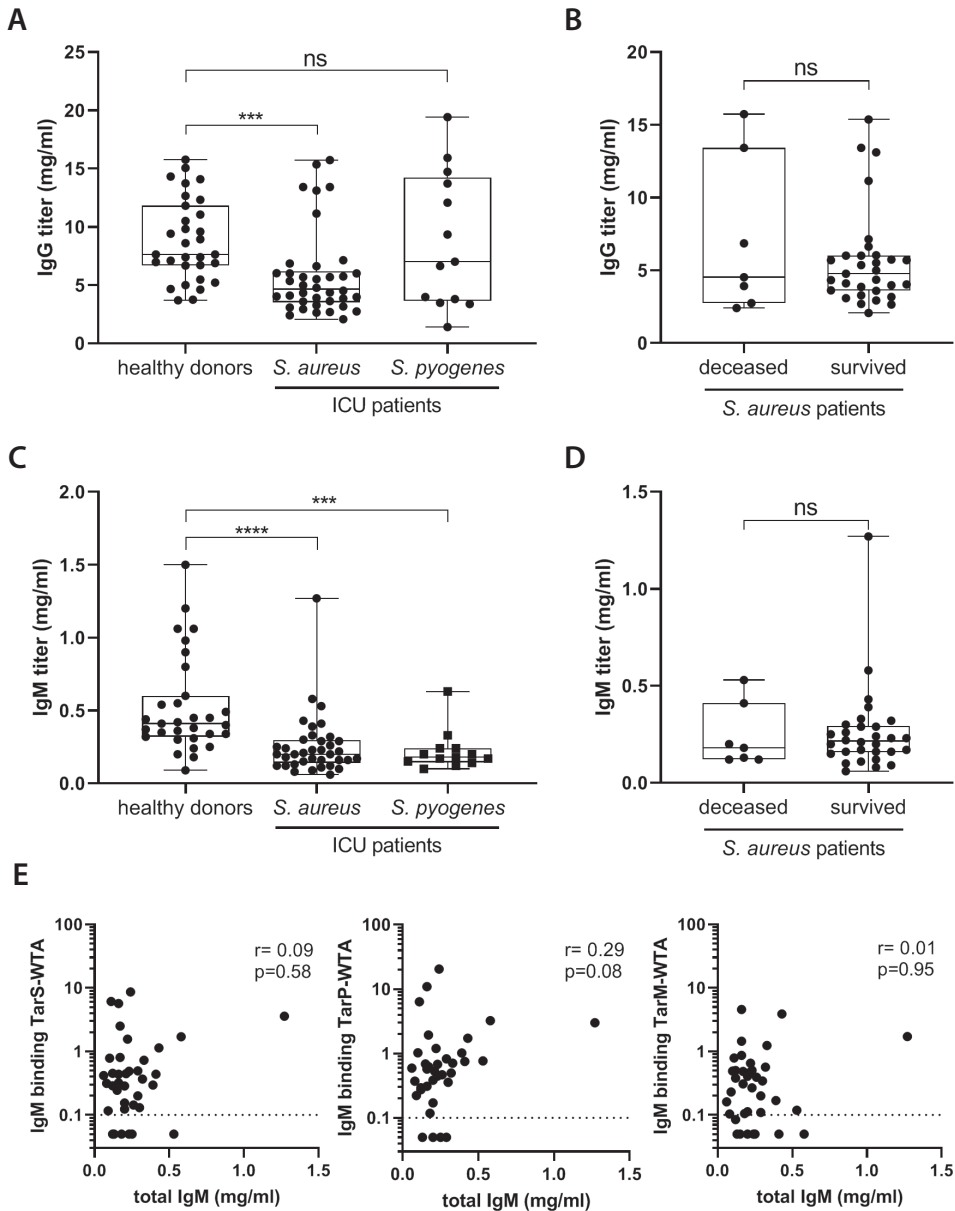 A
B
25
20
15
10
5
0
IgG titer (mg/ml)
ns
***
healthy donors
S. aureus
S. pyogenes
ICU patients
20
15
10
5
0
IgG titer (mg/ml)
ns
deceased
survived
S. aureus patients
C
D
2.0
1.5
1.0
0.5
0.0
IgM titer (mg/ml)
***
****
healthy donors
S. aureus
S. pyogenes
ICU patients
1.5
1.0
0.5
0.0
IgM titer (mg/ml)
ns
deceased
survived
S. aureus patients
E
100
10
1
0.1
IgM binding TarS-WTA
r= 0.09
p=0.58
0.0 0.5 1.0 1.5
total IgM (mg/ml)
100
10
1
0.1
IgM binding TarP-WTA
r= 0.29
p=0.08
0.0 0.5 1.0 1.5
total IgM (mg/ml)
100
10
1
0.1
IgM binding TarM-WTA
r= 0.01
p=0.95
0.0 0.5 1.0 1.5
total IgM (mg/ml)